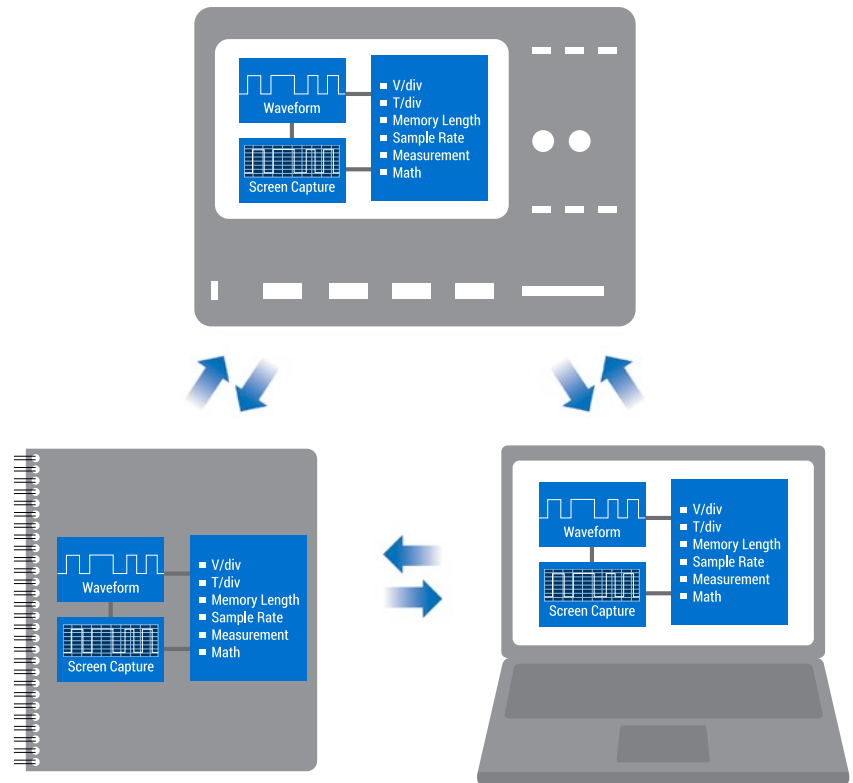 Waveform
Screen Capture
V/div
T/div
Memory Length
Sample Rate
Measurement
Math
Waveform
Screen Capture
V/div
T/div
Memory Length
Sample Rate
Measurement
Math
Waveform
Screen Capture
V/div
T/div
Memory Length
Sample Rate
Measurement
Math